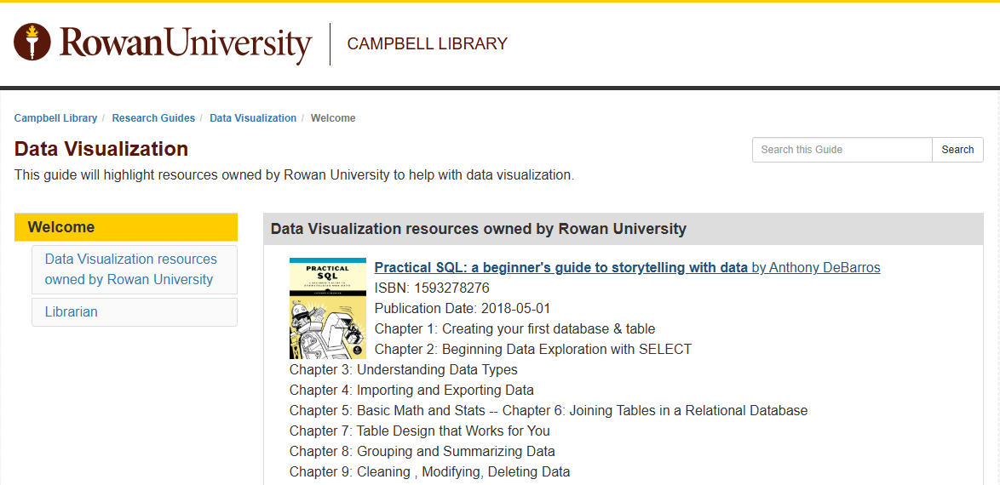 RowanUniversity CAMPBELL LIBRARY
Campbell Library / Research Guides / Data Visualization / Welcome
Data Visualization
Search this Guide Search
This guide will highlight resources owned by Rowan University to help with data visualization.
Welcome
Data Visualization resources
owned by Rowan University
Librarian
Data Visualization resources owned by Rowan University
PRACTICAL
SQL
Practical SQL: a beginner's guide to storytelling with data by Anthony DeBarros
ISBN: 1593278276
Publication Date: 2018-05-01
Chapter 1: Creating your first database & table
Chapter 2: Beginning Data Exploration with SELECT
Chapter 3: Understanding Data Types
Chapter 4: Importing and Exporting Data
Chapter 5: Basic Math and Stats -- Chapter 6: Joining Tables in a Relational Database
Chapter 7: Table Design that Works for You
Chapter 8: Grouping and Summarizing Data
Chapter 9: Cleaning , Modifying, Deleting Data